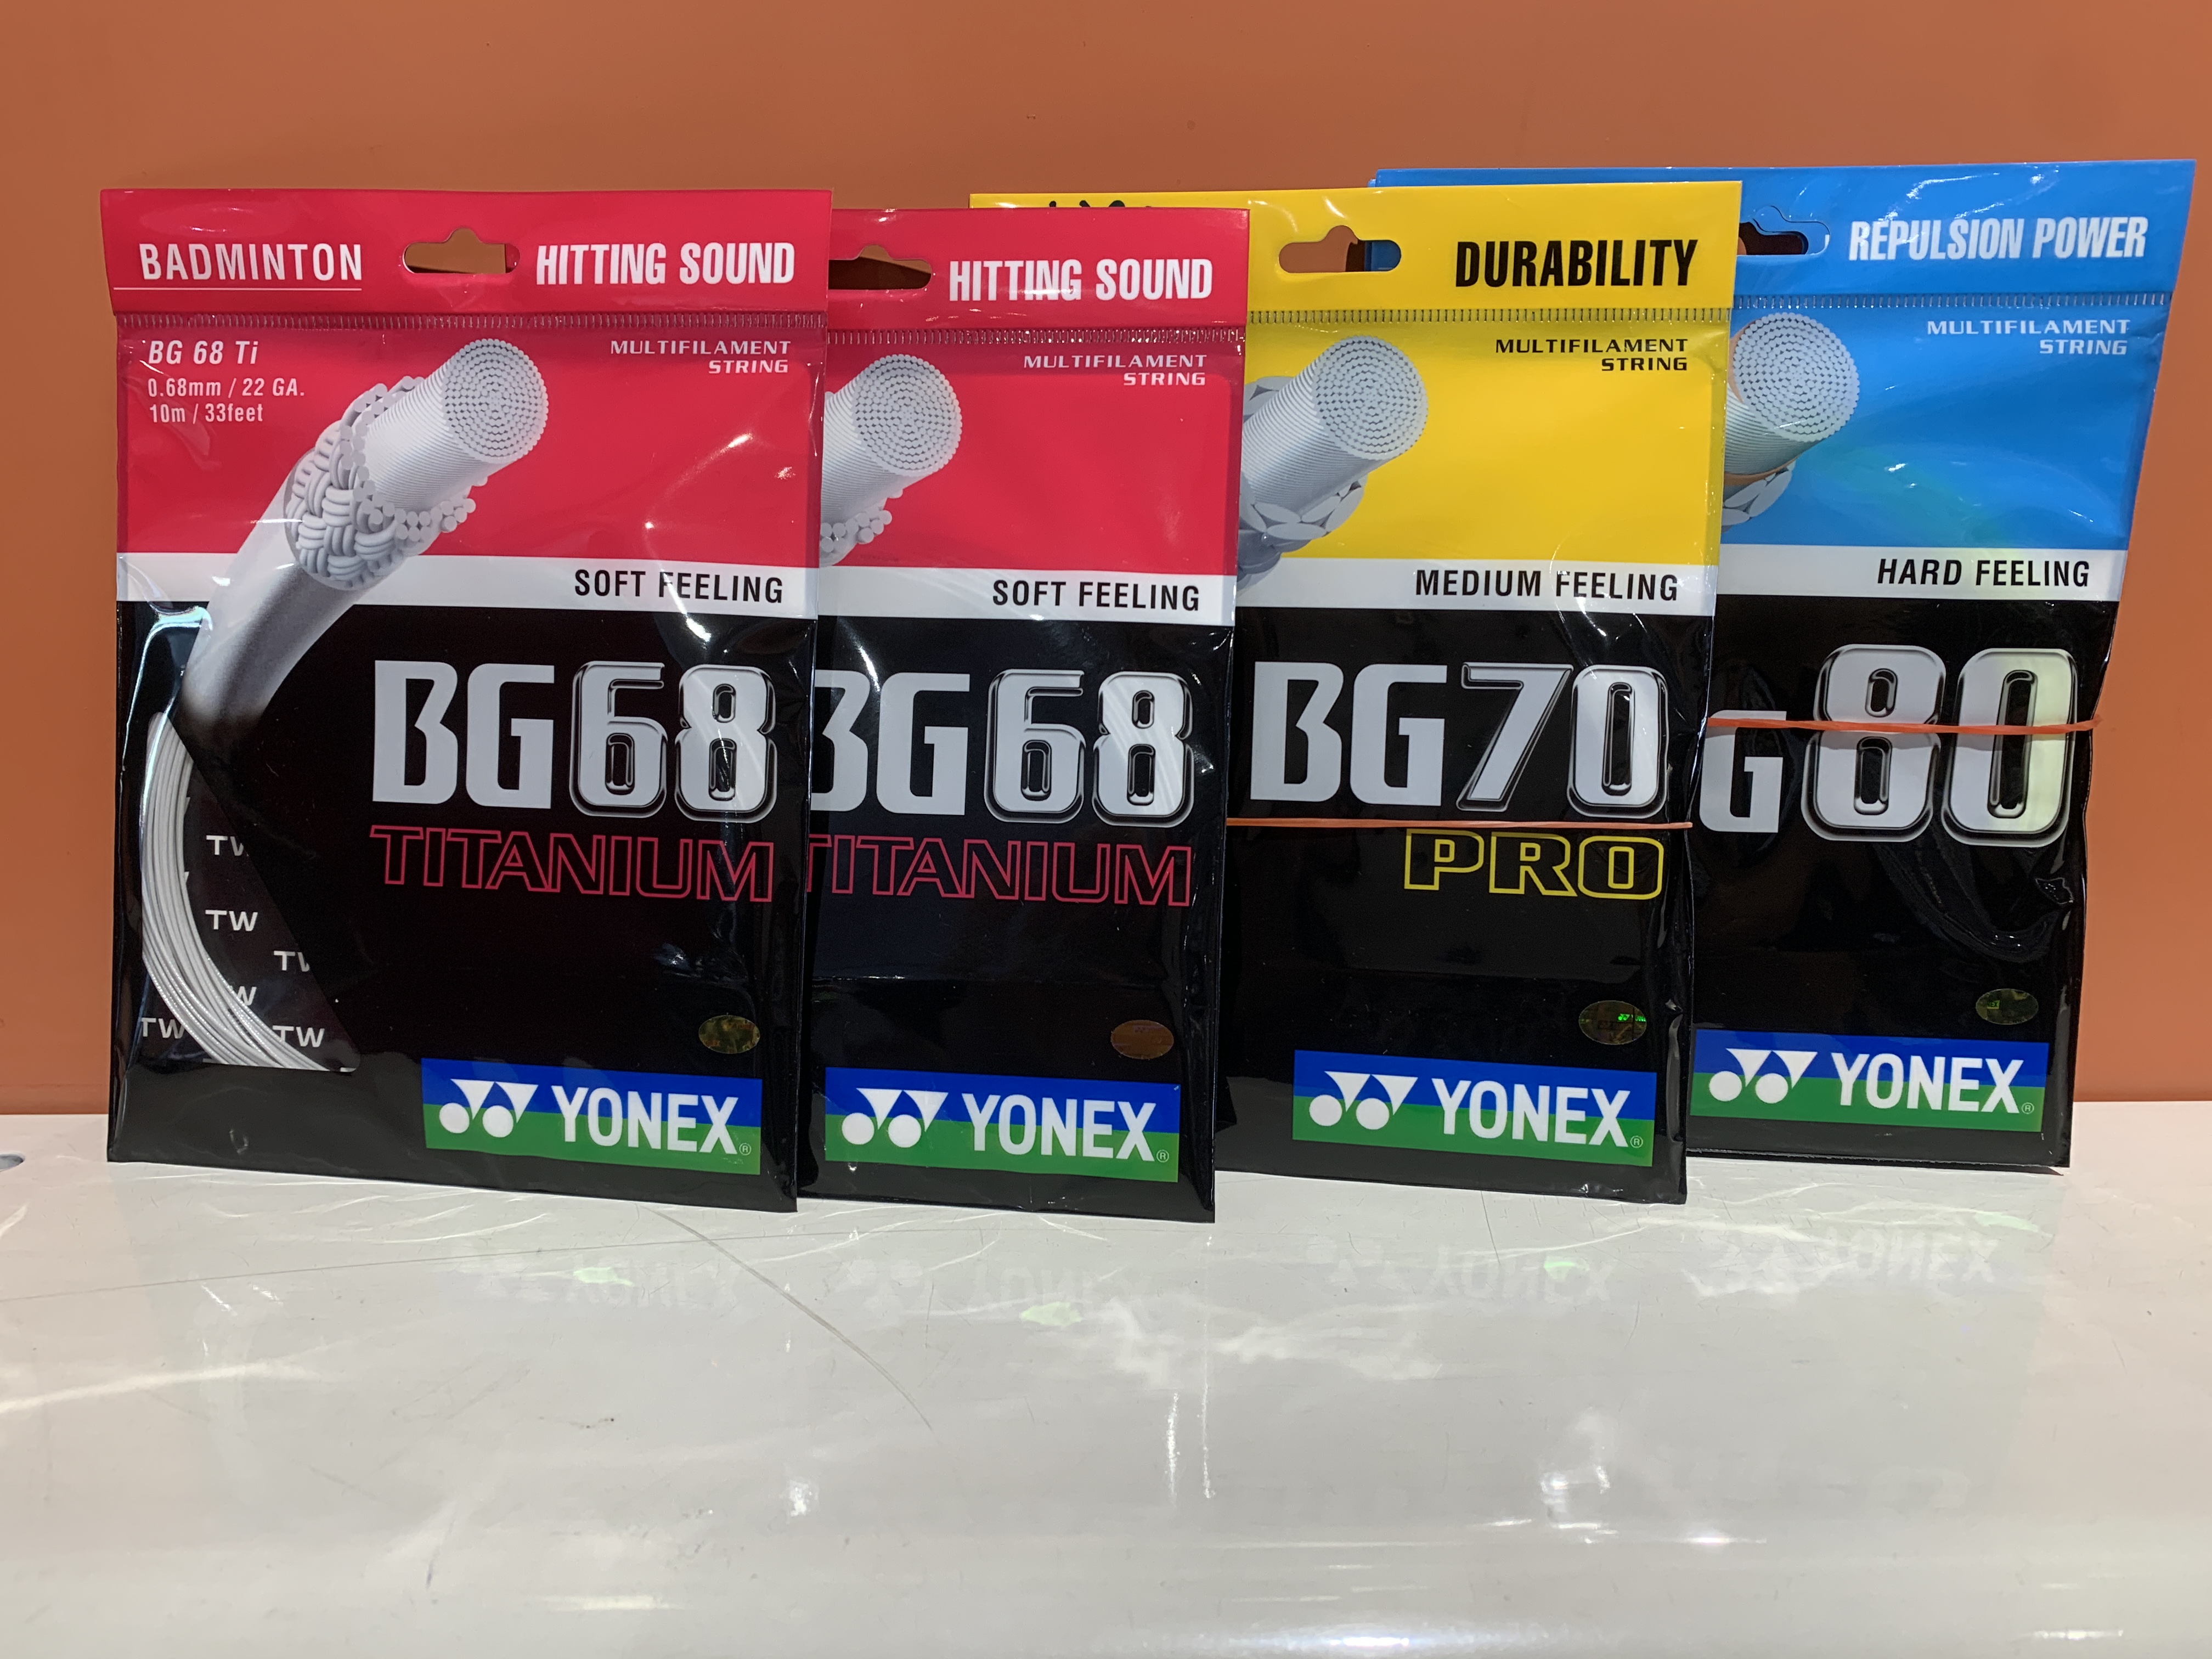 BADMINTON
HITTING SOUND
BG 68 Ti
0.68mm / 22 GA.
10m / 33feet
MULTIFILAMENT
STRING
SOFT FEELING
BG68
TITANIUM
TW
TW
TW
TW
YONEX®
HITTING SOUND
MULTIFILAMENT
STRING
SOFT FEELING
BG68
TITANIUM
YONEX®
DURABILITY
MULTIFILAMENT
STRING
MEDIUM FEELING
BG70
PRO
YONEX®
REPULSION POWER
MULTIFILAMENT
STRING
HARD FEELING
G80
YONEX®